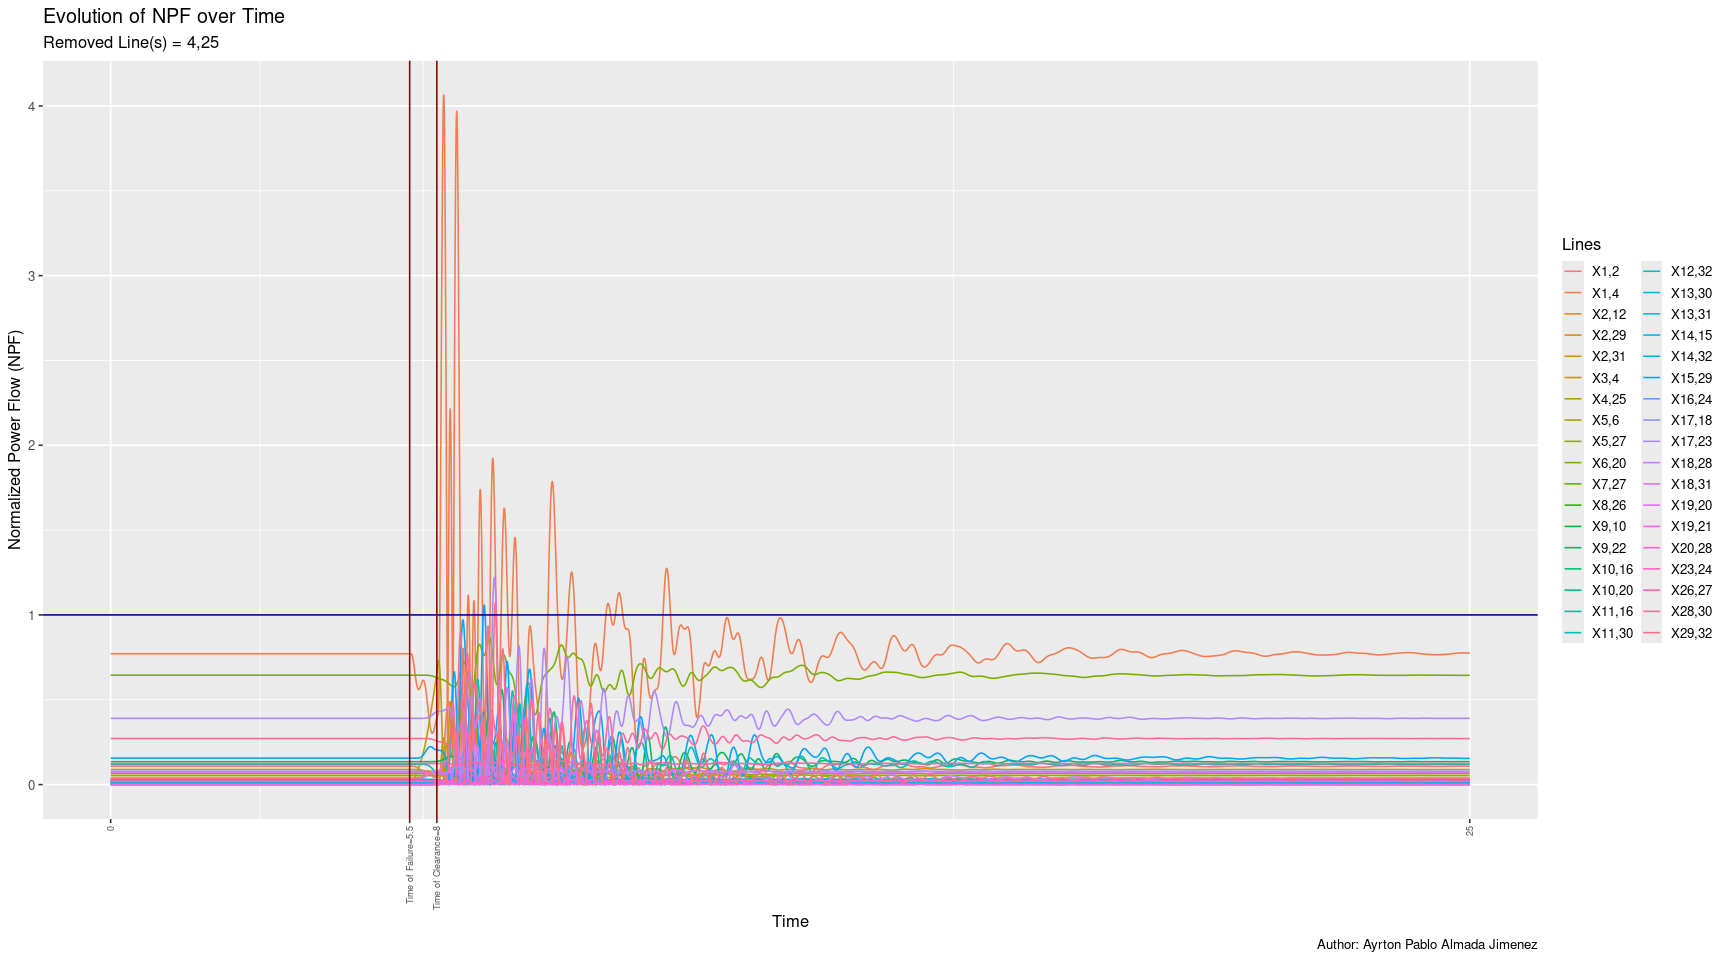 Evolution of NPF over Time
Removed Line(s) = 4,25
Normalized Power Flow (NPF)
4
3
2
1
0
0
Time of Failure=5.5
Time of Clearance=8
25
Time
Lines
X1,2
X1,4
X2,12
X2,29
X2,31
X3,4
X4,25
X5,6
X5,27
X6,20
X7,27
X8,26
X9,10
X9,22
X10,16
X10,20
X11,16
X11,30
X12,32
X13,30
X13,31
X14,15
X14,32
X15,29
X16,24
X17,18
X17,23
X18,28
X18,31
X19,20
X19,21
X20,28
X23,24
X26,27
X28,30
X29,32
Author: Ayrton Pablo Almada Jimenez